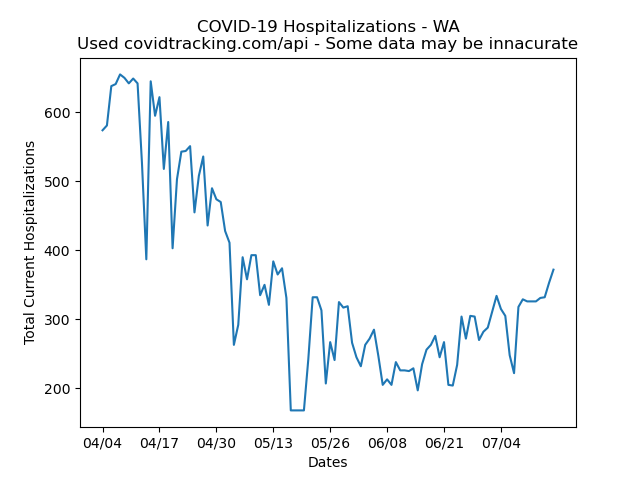 COVID-19 Hospitalizations - WA
Used covidtracking.com/api - Some data may be innacurate
Total Current Hospitalizations
600
500
400
300
200
04/04 04/17 04/30 05/13 05/26 06/08 06/21 07/04
Dates